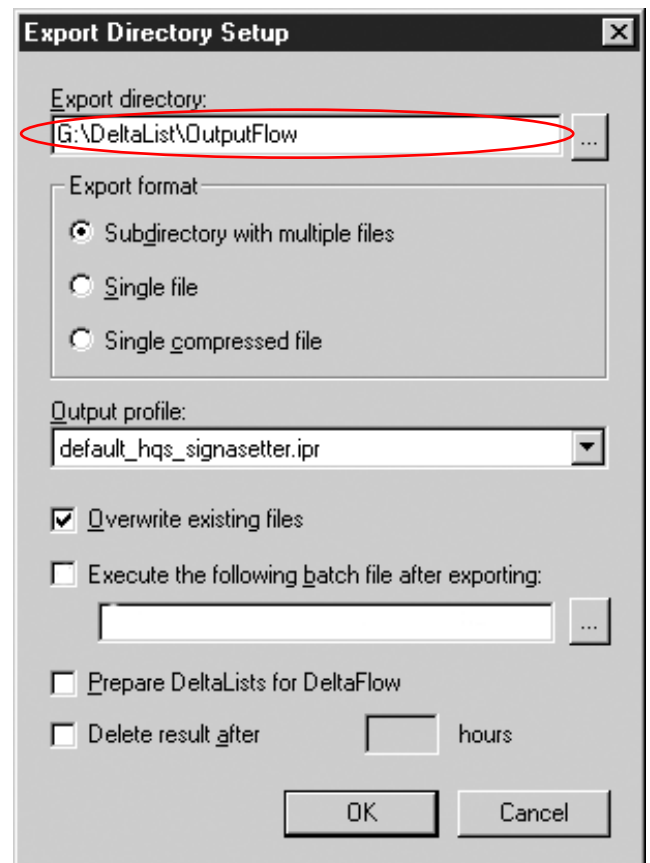 Export Directory Setup
Export directory:
G:\DeltaList\OutputFlow
...
Export format
Subdirectory with multiple files
Single file
Single compressed file
Output profile:
default_hqs_signasetter.ipr
Overwrite existing files
Execute the following batch file after exporting:
...
Prepare DeltaLists for DeltaFlow
Delete result after hours
OK Cancel